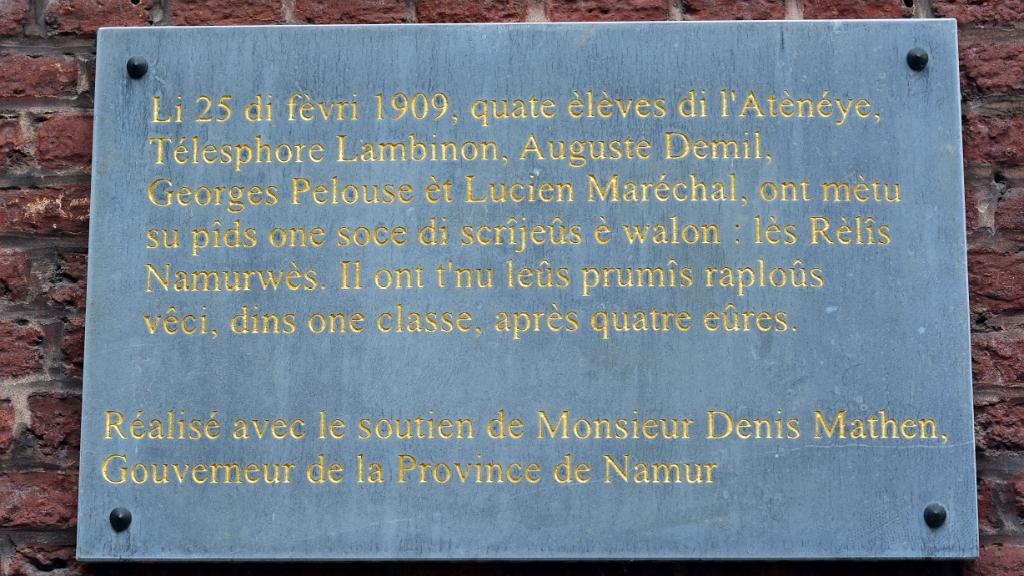 Li 25 di fèvri 1909, quate èlèves di l'Atènéye,
Télesphore Lambinon, Auguste Demil,
Georges Pelouse èt Lucien Maréchal, ont mètu
su pîds one soce di scrîjeûs è walon : lès Rèlîs
Namurwès. Il ont t'nu leûs prumîs raploûs
vêci, dins one classe, après quatre eûres.
Réalisé avec le soutien de Monsieur Denis Mathen,
Gouverneur de la Province de Namur